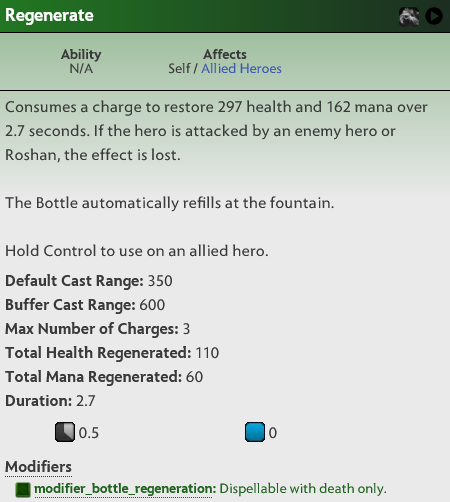 Regenerate
Ability
Affects
N/A
Self / Allied Heroes
Consumes a charge to restore 297 health and 162 mana over
2.7 seconds. If the hero is attacked by an enemy hero or
Roshan, the effect is lost.
The Bottle automatically refills at the fountain.
Hold Control to use on an allied hero.
Default Cast Range: 350
Buffer Cast Range: 600
Max Number of Charges: 3
Total Health Regenerated: 110
Total Mana Regenerated: 60
Duration: 2.7
0.5
0
Modifiers
modifier_bottle_regeneration: Dispellable with death only.